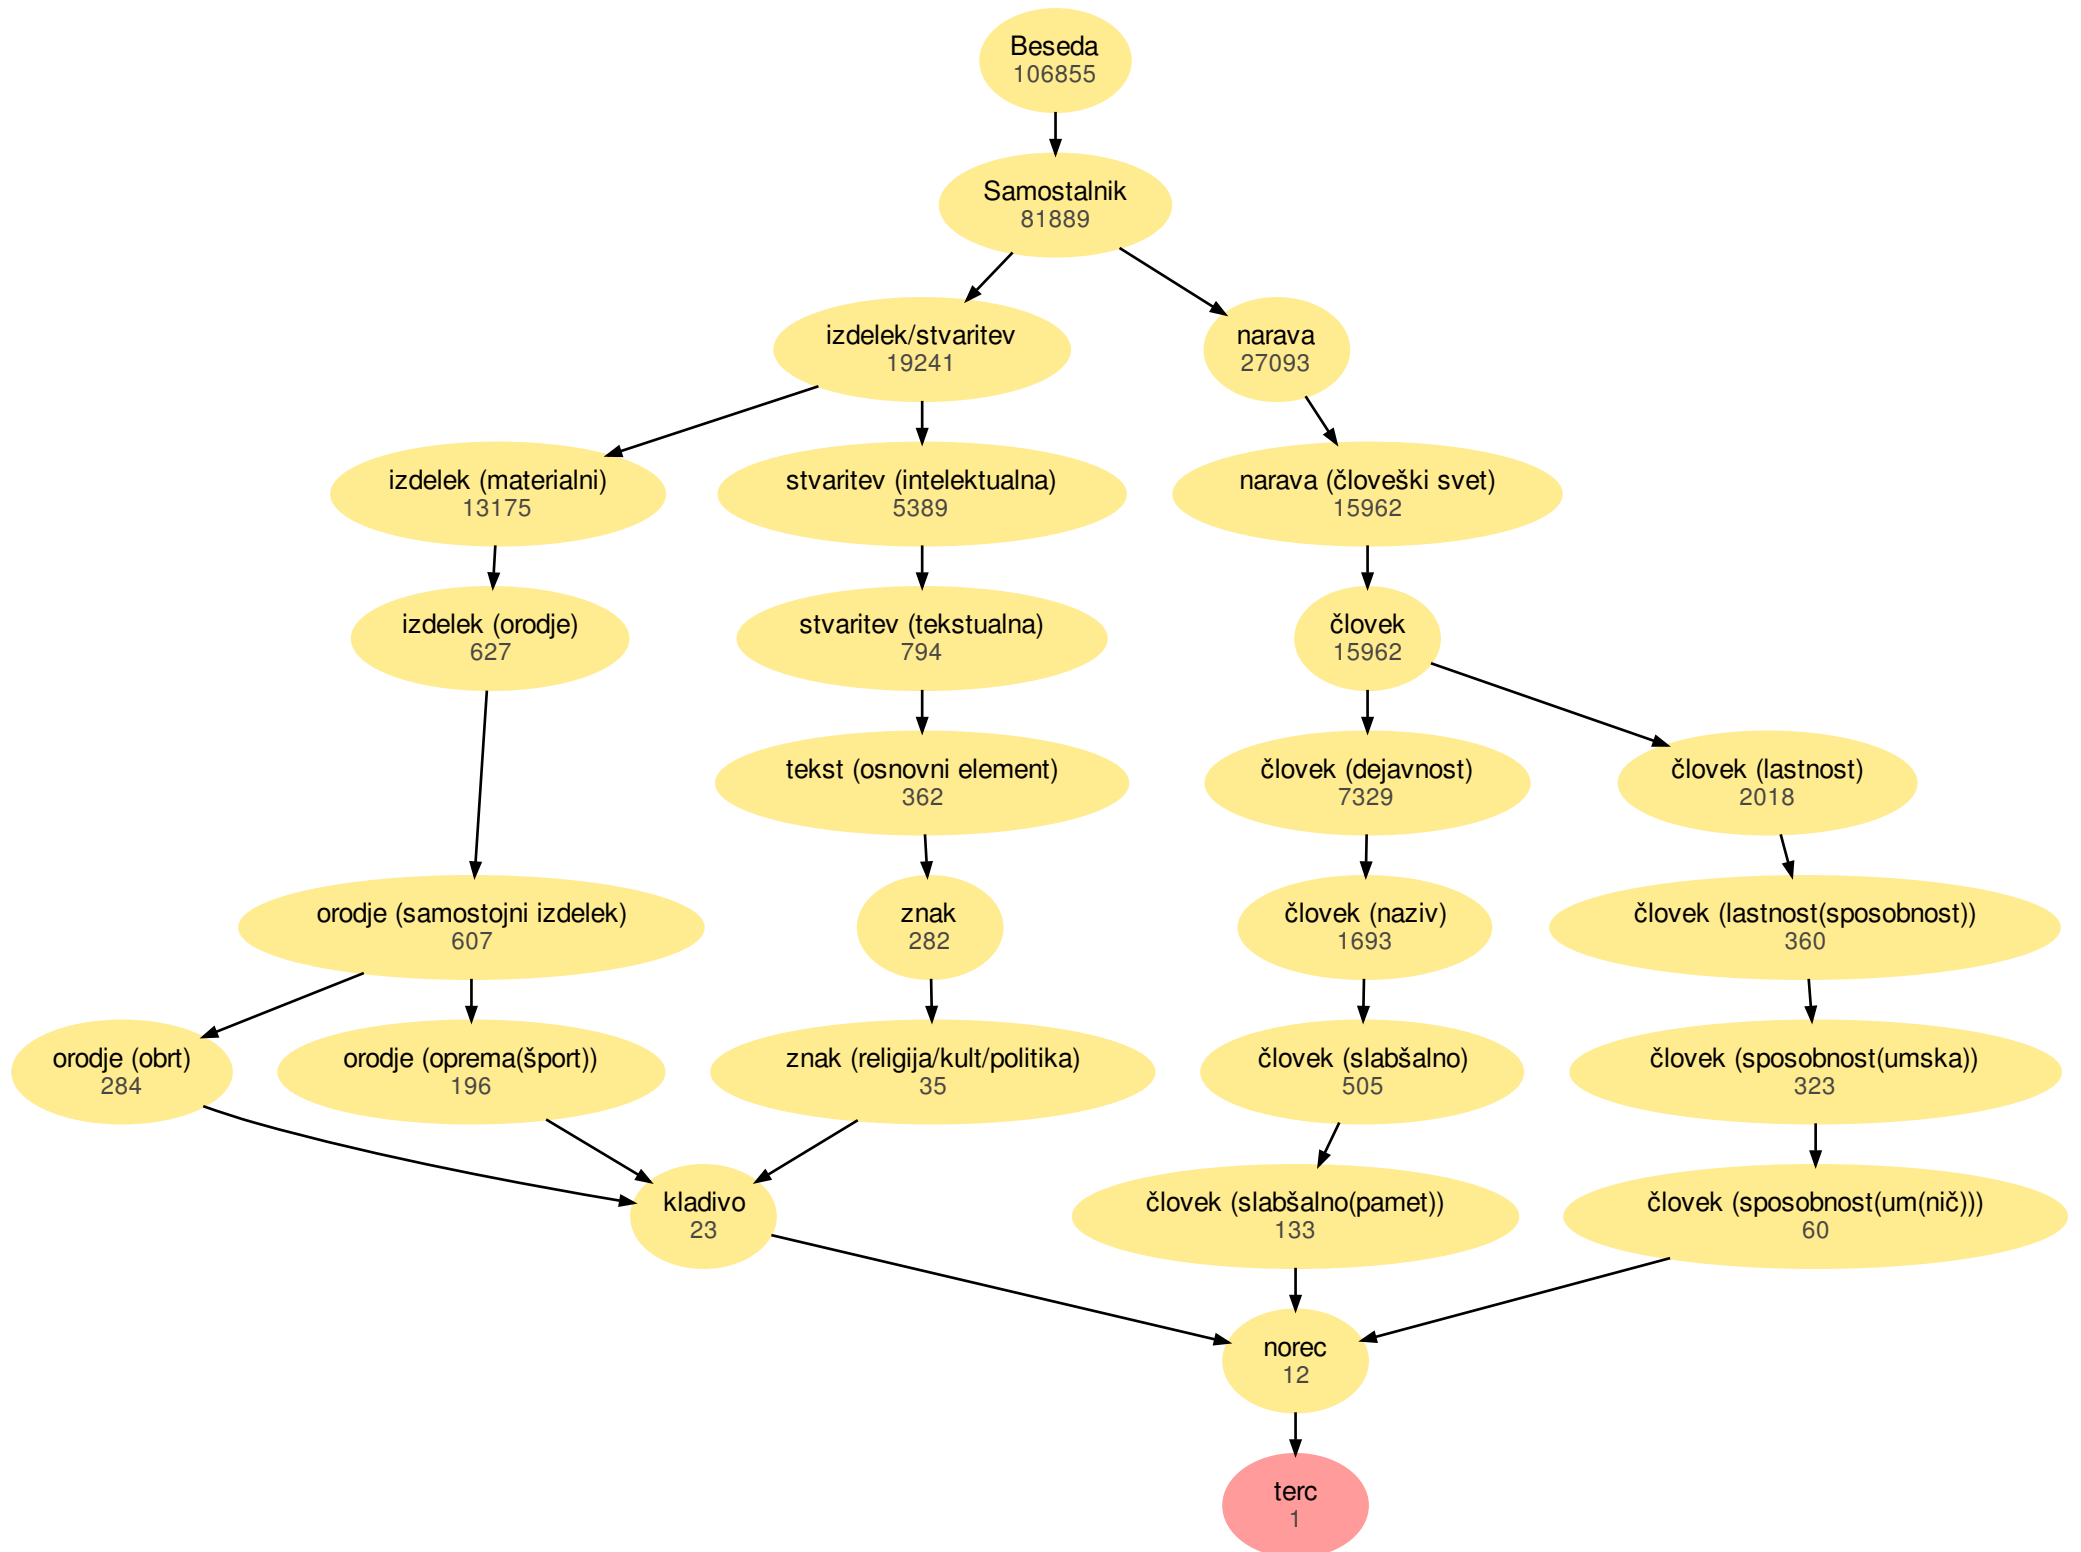 Beseda
106855
Samostalnik
81889
izdelek/stvaritev
19241
narava
27093
izdelek (materialni)
13175
stvaritev (intelektualna)
5389
narava (človeški svet)
15962
izdelek (orodje)
627
stvaritev (tekstualna)
794
človek
15962
tekst (osnovni element)
362
človek (dejavnost)
7329
človek (lastnost)
2018
orodje (samostojni izdelek)
607
znak
282
človek (naziv)
1693
človek (lastnost(sposobnost))
360
orodje (obrt)
284
orodje (oprema(šport))
196
znak (religija/kult/politika)
35
človek (slabšalno)
505
človek (sposobnost(umska))
323
kladivo
23
človek (slabšalno(pamet))
133
človek (sposobnost(um(nič)))
60
norec
12
terc
1